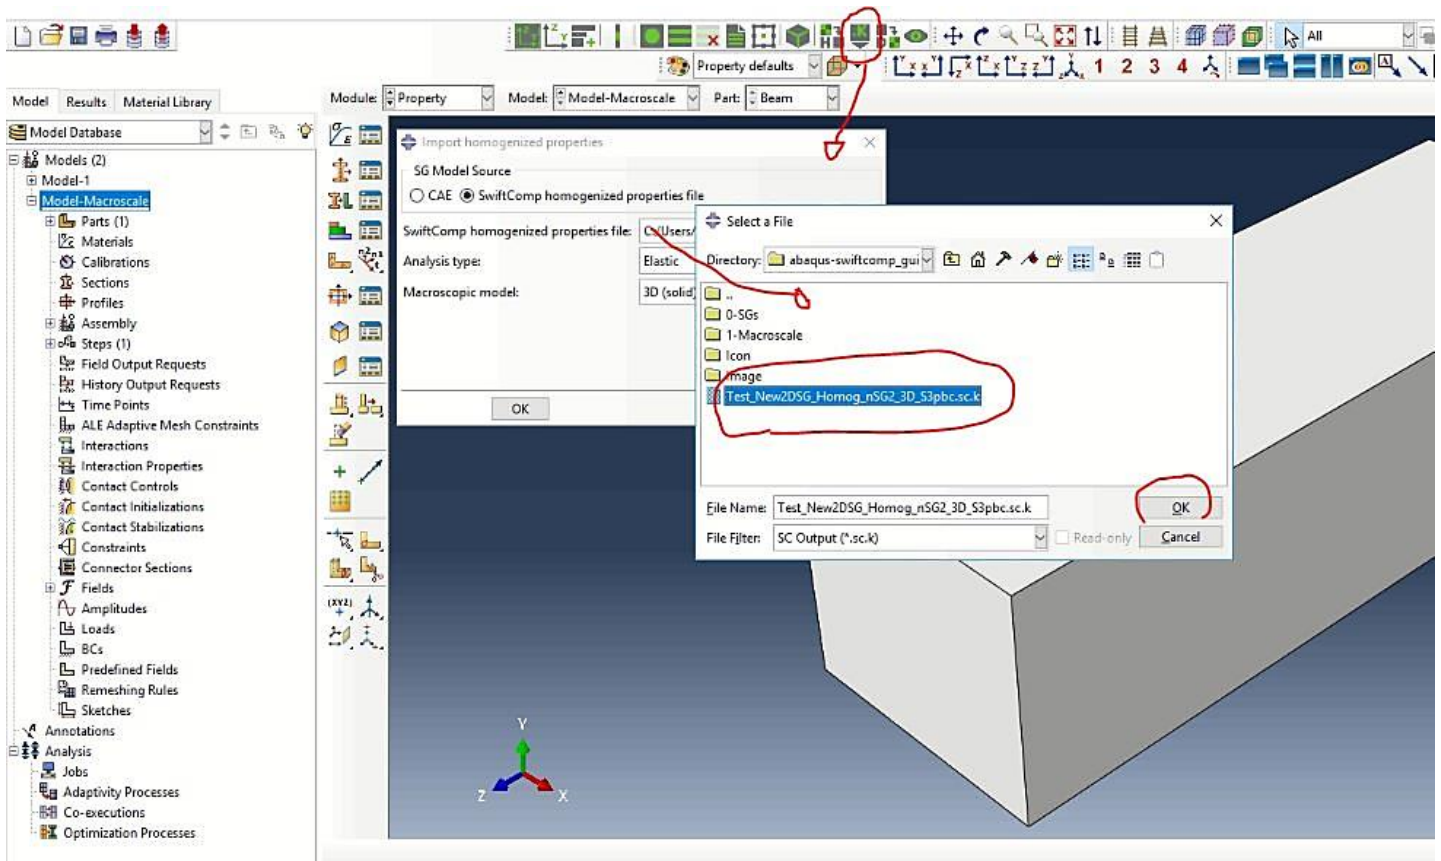 All
Property defaults
1 2 3 4
Model Results Material Library
Module: Property Model: Model-Macroscale Part: Beam
Model Database
Models (2)
Model-1
Model-Macroscale
Parts (1)
Materials
Calibrations
Sections
Profiles
Assembly
Steps (1)
Field Output Requests
History Output Requests
Time Points
ALE Adaptive Mesh Constraints
Interactions
Interaction Properties
Contact Controls
Contact Initializations
Contact Stabilizations
Constraints
Connector Sections
Fields
Amplitudes
Loads
BCs
Predefined Fields
Remeshing Rules
Sketches
Annotations
Analysis
Jobs
Adaptivity Processes
Co-executions
Optimization Processes
Import homogenized properties
SG Model Source
CAE SwiftComp homogenized properties file
SwiftComp homogenized properties file: C:/Users/
Analysis type: Elastic
Macroscopic model: 3D (solid)
OK
Select a File
Directory: abaqus-swiftcomp_gui
..
0-SGs
1-Macroscale
Icon
Image
Test_New2DSG_Homog_nSG2_3D_S3pbc.sc.k
File Name: Test_New2DSG_Homog_nSG2_3D_S3pbc.sc.k
OK
File Filter: SC Output (*.sc.k)
Read-only
Cancel
Y
Z
X